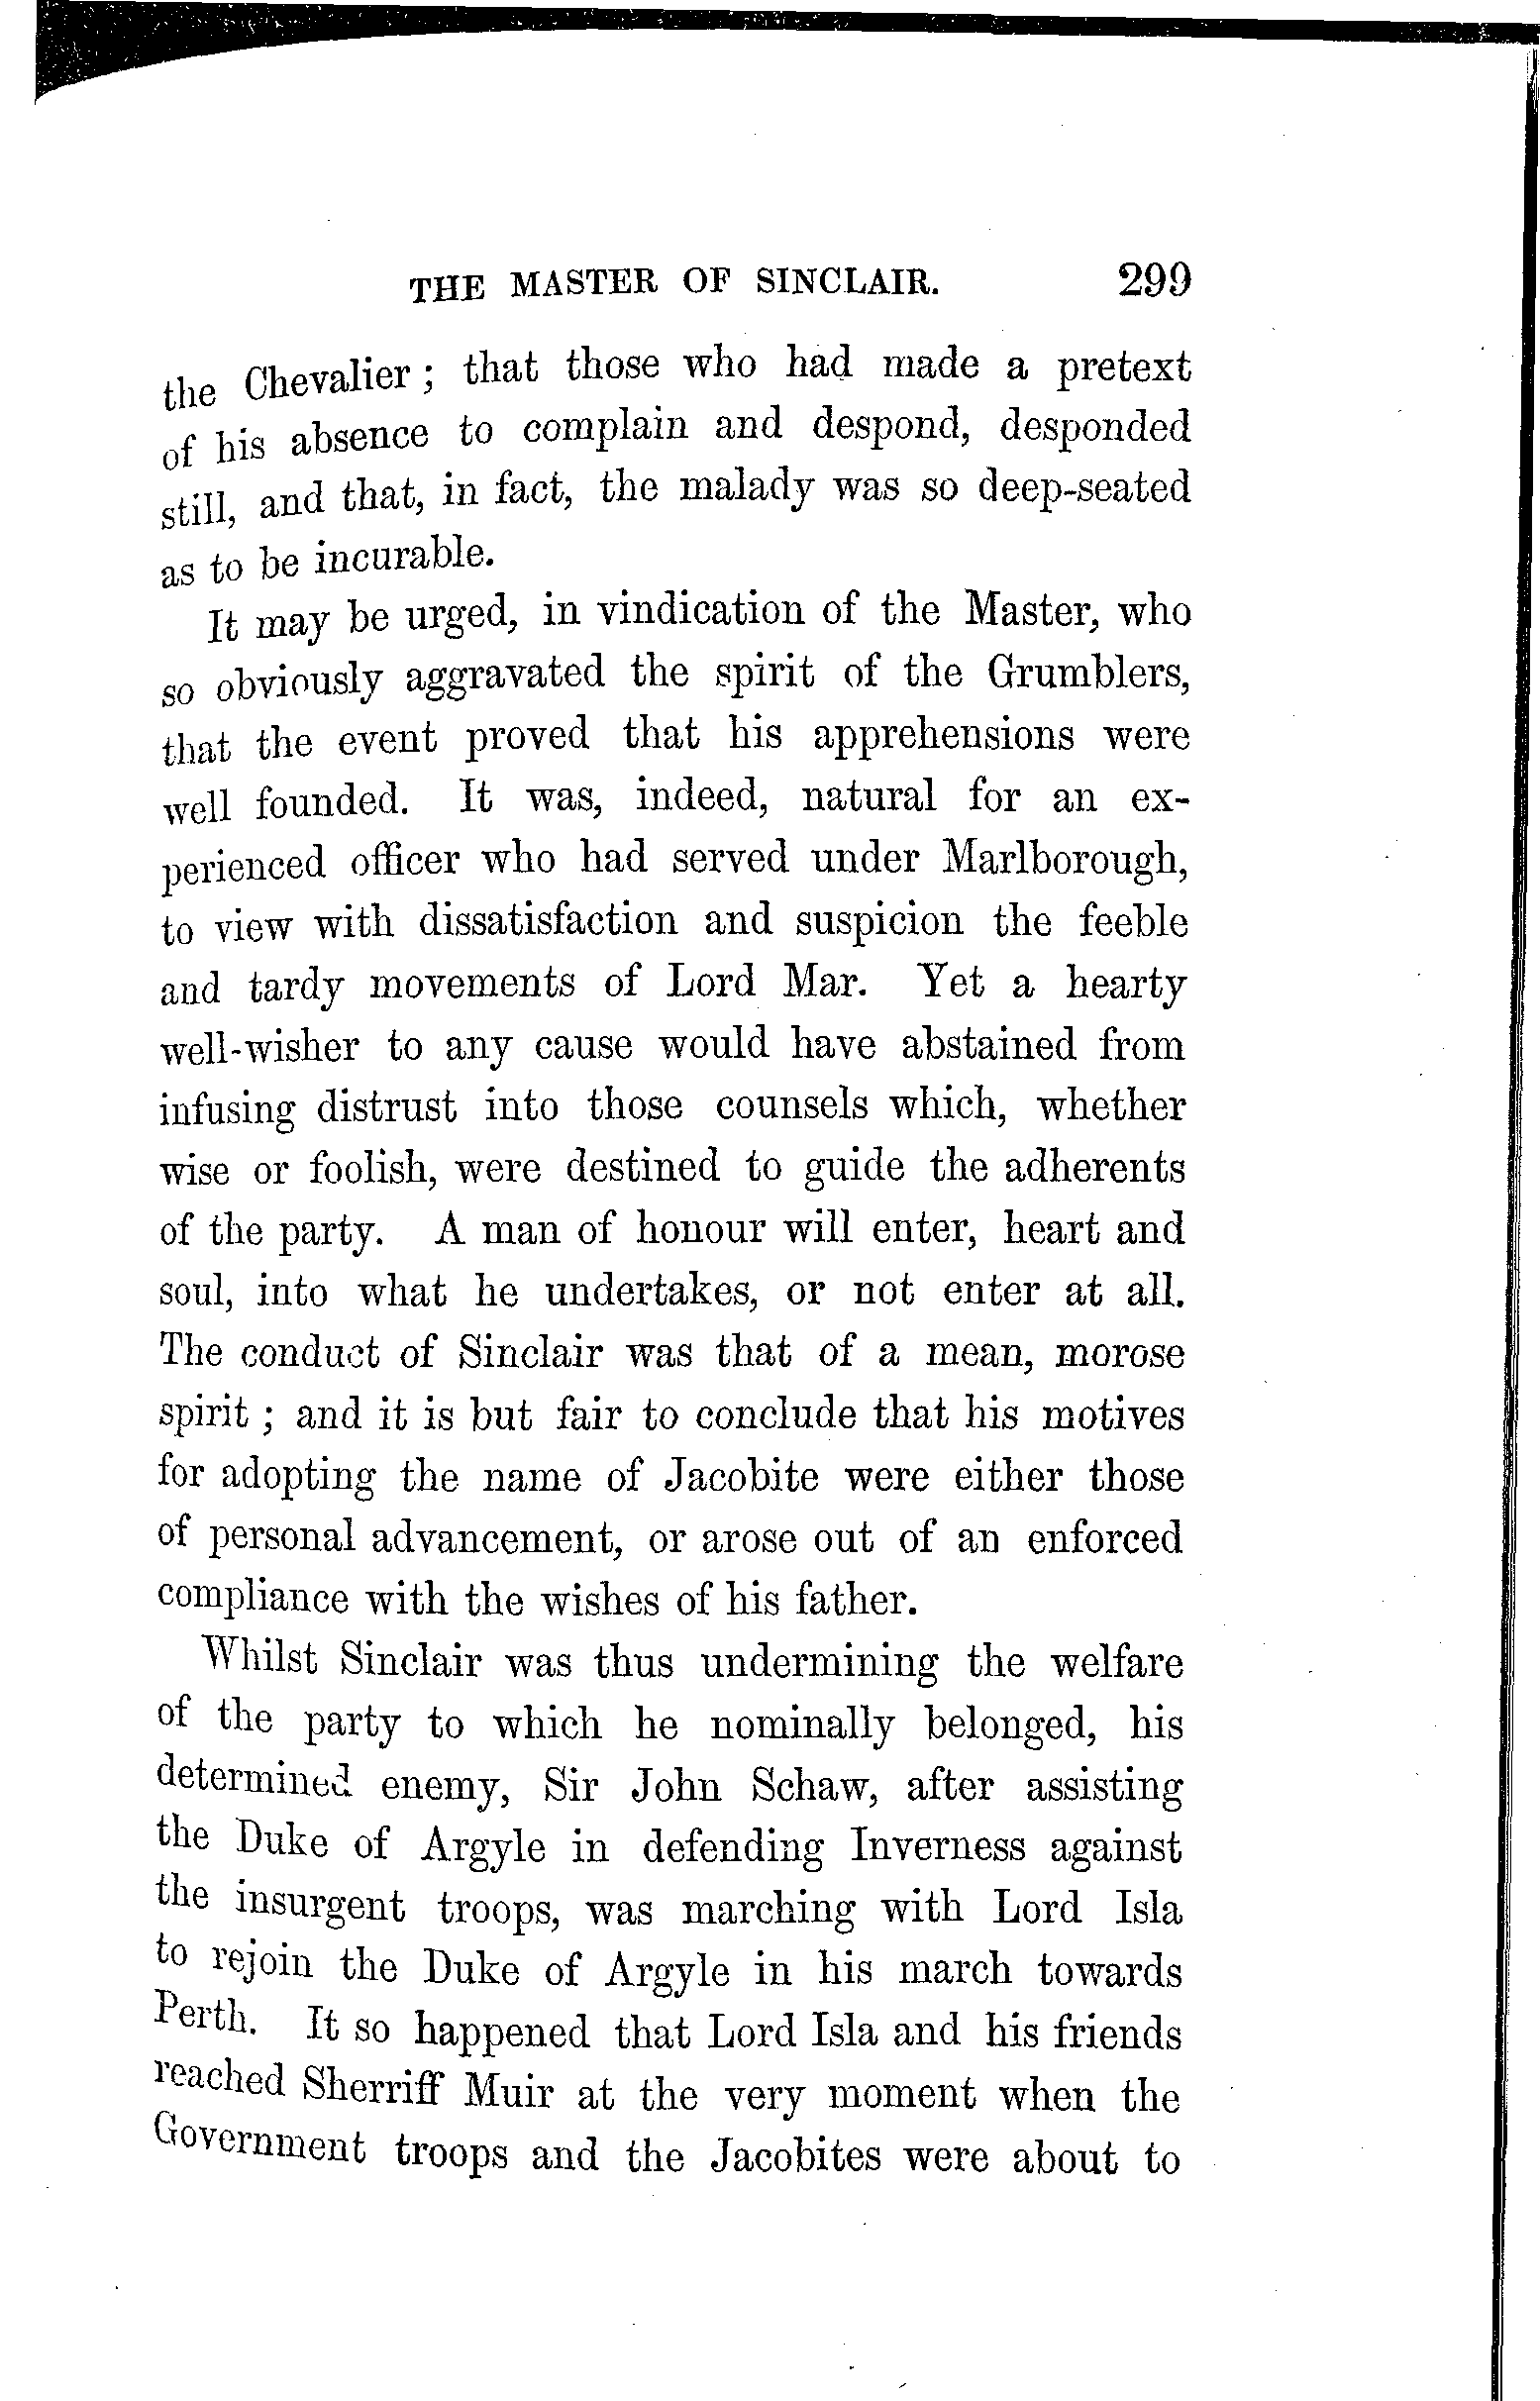 THE MASTER OF SINCLAIR. 299
the Chevalier ; that those who had made a pretext
of his absence to complain and despond, desponded
still, and that, in fact, the malady was so deep-seated
as to be incurable.
It may be urged, in vindication of the Master, who
so obviously aggravated the spirit of the Grumblers,
that the event proved that his apprehensions were
well founded. It was, indeed, natural for an ex-
perienced officer who had served under Marlborough,
to view with dissatisfaction and suspicion the feeble
and tardy movements of Lord Mar. Yet a hearty
well-wisher to any cause would have abstained from
infusing distrust into those counsels which, whether
wise or foolish, were destined to guide the adherents
of the party. A man of honour will enter, heart and
soul, into what he undertakes, or not enter at all.
The conduct of Sinclair was that of a mean, morose
spirit ; and it is but fair to conclude that his motives
for adopting the name of Jacobite were either those
of personal advancement, or arose out of an enforced
compliance with the wishes of his father.
Whilst Sinclair was thus undermining the welfare
of the party to which he nominally belonged, his
determined enemy, Sir John Schaw, after assisting
the Duke of Argyle in defending Inverness against
the insurgent troops, was marching with Lord Isla
to rejoin the Duke of Argyle in his march towards
Perth. It so happened that Lord Isla and his friends
reached Sherriff Muir at the very moment when the
Government troops and the Jacobites were about to